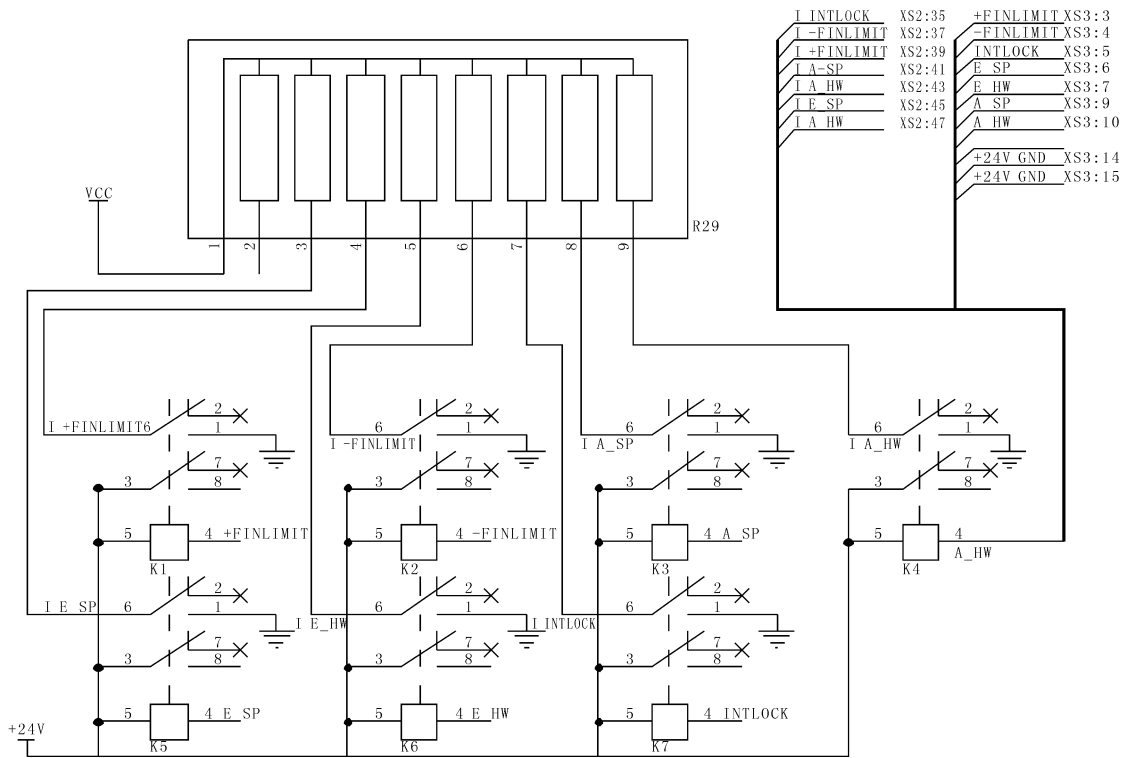 I INTLOCK XS2:35 +FINLIMIT XS3:3
I -FINLIMIT XS2:37 -FINLIMIT XS3:4
I +FINLIMIT XS2:39 INTLOCK XS3:5
I A-SP XS2:41 E SP XS3:6
I A_HW XS2:43 E HW XS3:7
I E_SP XS2:45 A SP XS3:9
I A HW XS2:47 A HW XS3:10
+24V GND XS3:14
+24V GND XS3:15
VCC
R29
1 2 3 4 5 6 7 8 9
2 2 2 2
I +FINLIMIT6 1 6 1 6 1 6 1
I -FINLIMIT I A_SP I A_HW
7 7 7 7
3 8 3 8 3 8 3 8
5 4 +FINLIMIT 5 4 -FINLIMIT 5 4 A_SP 5 4
A_HW
K1 K2 K3 K4
2 2 2
I E SP 6 1 6 1 6 1
I E_HW I INTLOCK
7 7 7
3 8 3 8 3 8
5 4 E_SP 5 4 E HW 5 4 INTLOCK
+24V
K5 K6 K7